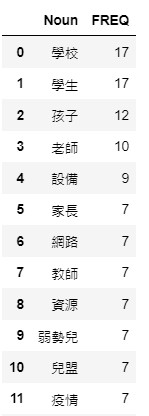 Noun FREQ
0 學校 17
1 學生 17
2 孩子 12
3 老師 10
4 設備 9
5 家長 7
6 網路 7
7 教師 7
8 資源 7
9 弱勢兒 7
10 兒盟 7
11 疫情 7